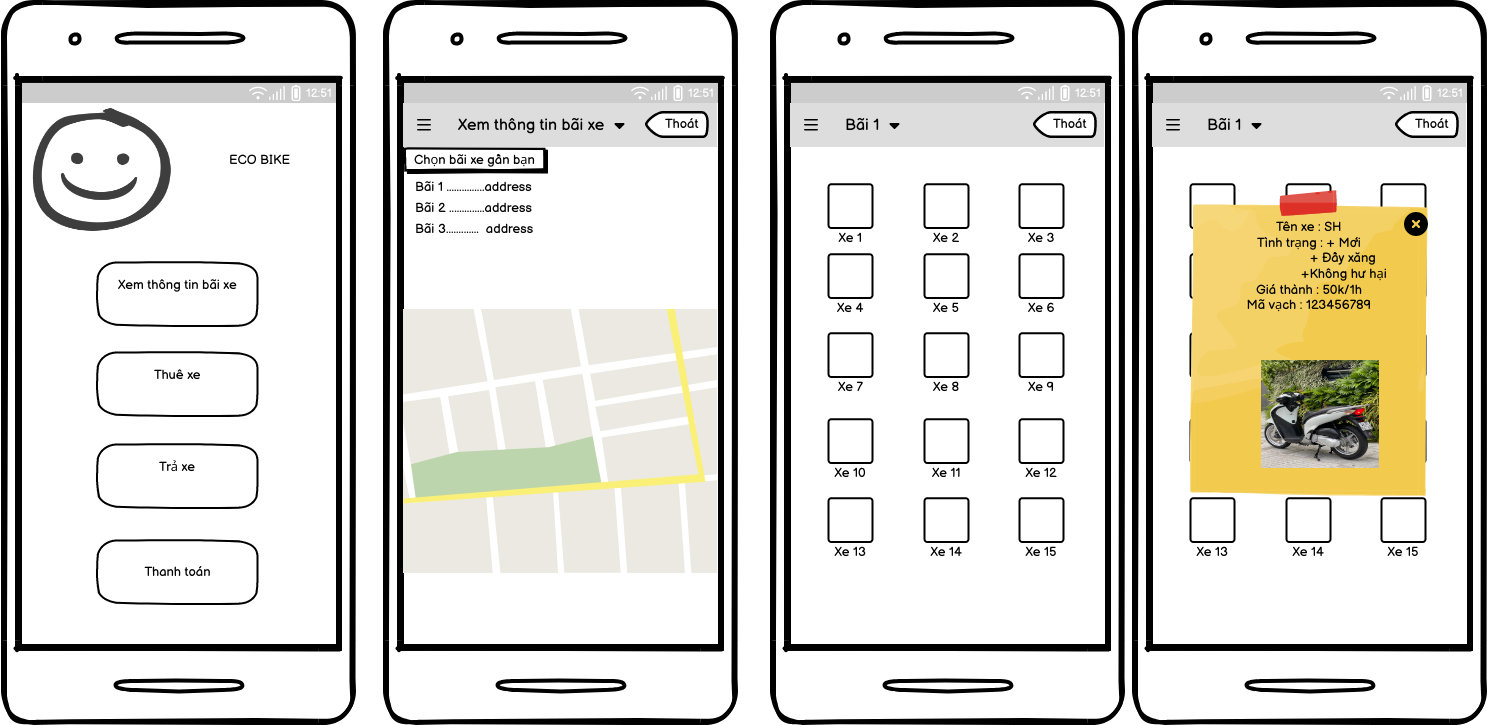 12:51
ECO BIKE
Xem thông tin bãi xe
Thuê xe
Trả xe
Thanh toán
12:51
Xem thông tin bãi xe
Thoát
Chọn bãi xe gần bạn
Bãi 1 ...............address
Bãi 2 ..............address
Bãi 3............. address
12:51
Bãi 1
Thoát
Xe 1 Xe 2 Xe 3
Xe 4 Xe 5 Xe 6
Xe 7 Xe 8 Xe 9
Xe 10 Xe 11 Xe 12
Xe 13 Xe 14 Xe 15
12:51
Bãi 1
Thoát
Tên xe : SH
Tình trạng : + Mới
+ Đầy xăng
+Không hư hại
Giá thành : 50k/1h
Mã vạch : 123456789
Xe 13 Xe 14 Xe 15